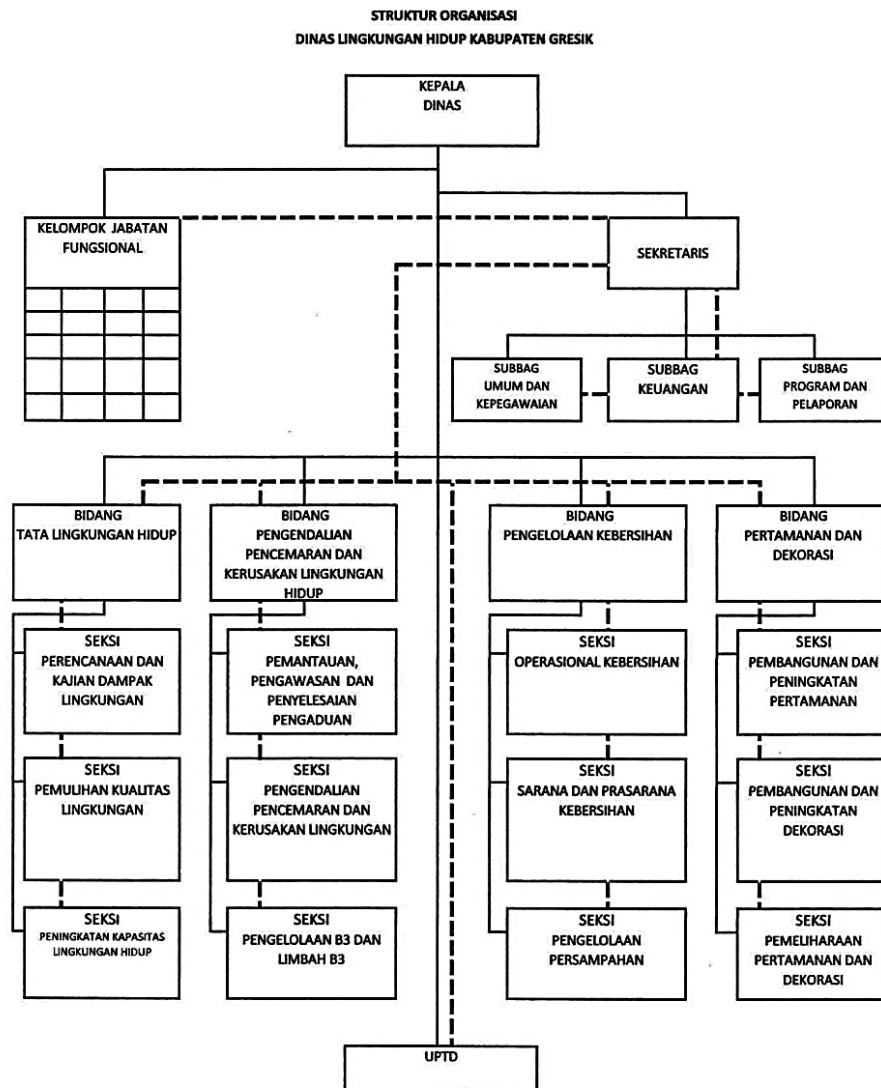 STRUKTUR ORGANISASI
DINAS LINGKUNGAN HIDUP KABUPATEN GRESIK
KEPALA
DINAS
KELOMPOK JABATAN
FUNGSIONAL
SEKRETARIS
SUBBAG
UMUM DAN
KEPEGAWAIAN
SUBBAG
KEUANGAN
SUBBAG
PROGRAM DAN
PELAPORAN
BIDANG
TATA LINGKUNGAN HIDUP
BIDANG
PENGENDALIAN
PENCEMARAN DAN
KERUSAKAN LINGKUNGAN
HIDUP
BIDANG
PENGELOLAAN KEBERSIHAN
BIDANG
PERTAMANAN DAN
DEKORASI
SEKSI
PERENCANAAN DAN
KAJIAN DAMPAK
LINGKUNGAN
SEKSI
PEMANTAUAN,
PENGAWASAN DAN
PENYELESAIAN
PENGADUAN
SEKSI
OPERASIONAL KEBERSIHAN
SEKSI
PEMBANGUNAN DAN
PENINGKATAN
PERTAMANAN
SEKSI
PEMULIHAN KUALITAS
LINGKUNGAN
SEKSI
PENGENDALIAN
PENCEMARAN DAN
KERUSAKAN LINGKUNGAN
SEKSI
SARANA DAN PRASARANA
KEBERSIHAN
SEKSI
PEMBANGUNAN DAN
PENINGKATAN
DEKORASI
SEKSI
PENINGKATAN KAPASITAS
LINGKUNGAN HIDUP
SEKSI
PENGELOLAAN B3 DAN
LIMBAH B3
SEKSI
PENGELOLAAN
PERSAMPAHAN
SEKSI
PEMELIHARAAN
PERTAMANAN DAN
DEKORASI
UPTD